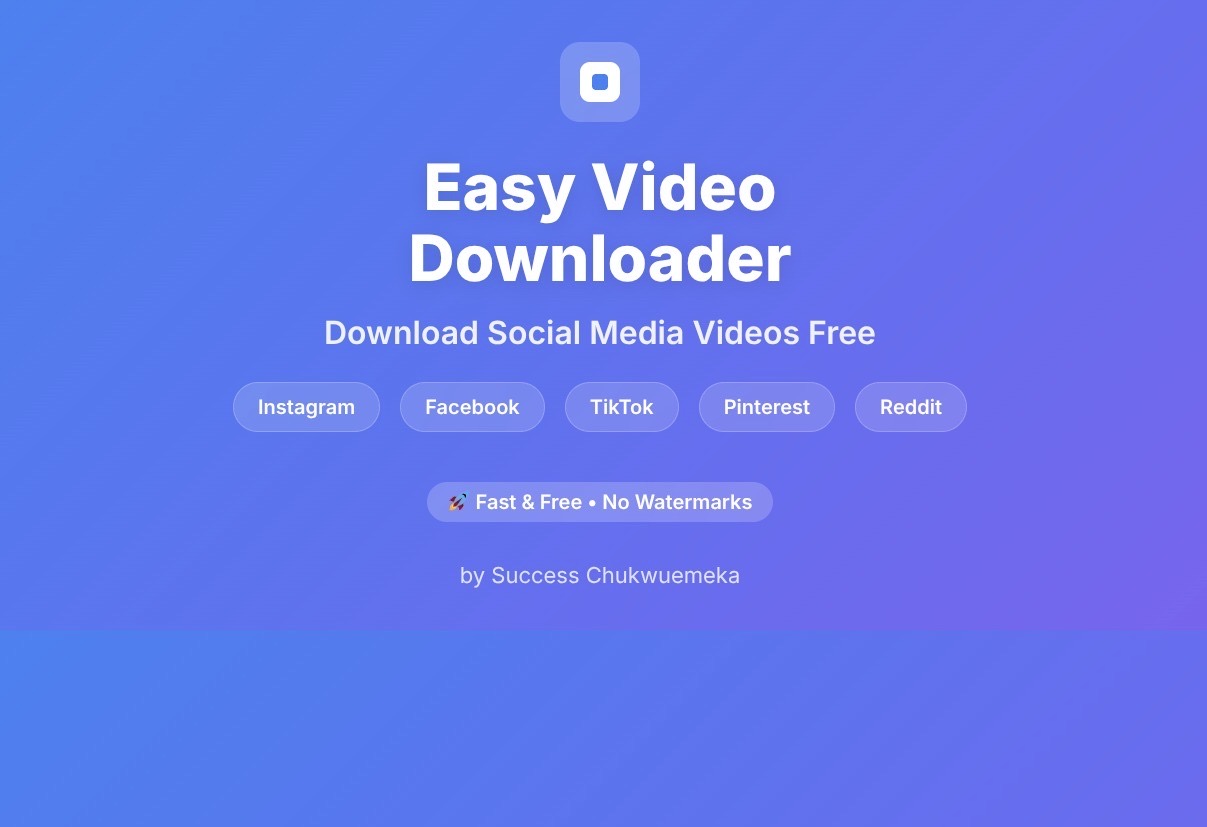 Easy Video
Downloader
Download Social Media Videos Free
Instagram Facebook TikTok Pinterest Reddit
🚀 Fast & Free • No Watermarks
by Success Chukwuemeka